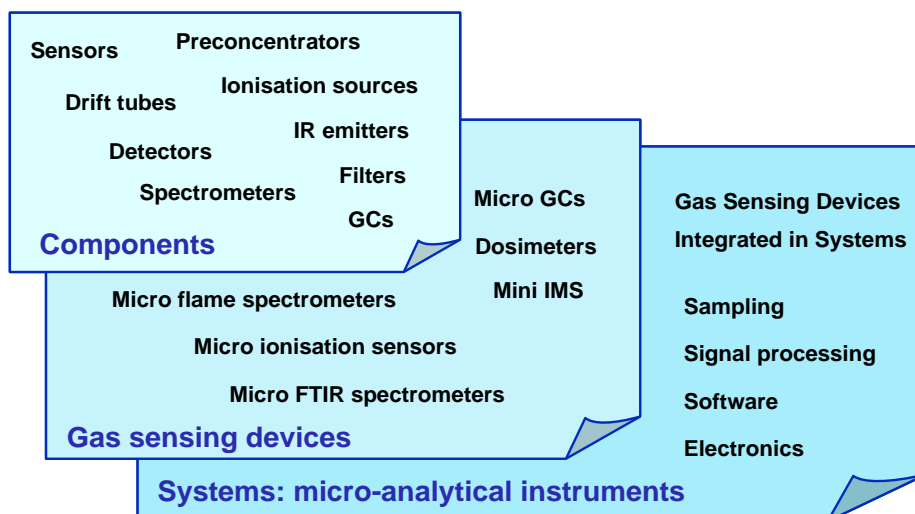 Sensors
Preconcentrators
Ionisation sources
Drift tubes
IR emitters
Detectors
Filters
Spectrometers
GCs
Components
Micro GCs
Dosimeters
Mini IMS
Micro flame spectrometers
Micro ionisation sensors
Micro FTIR spectrometers
Gas sensing devices
Gas Sensing Devices
Integrated in Systems
Sampling
Signal processing
Software
Electronics
Systems: micro-analytical instruments